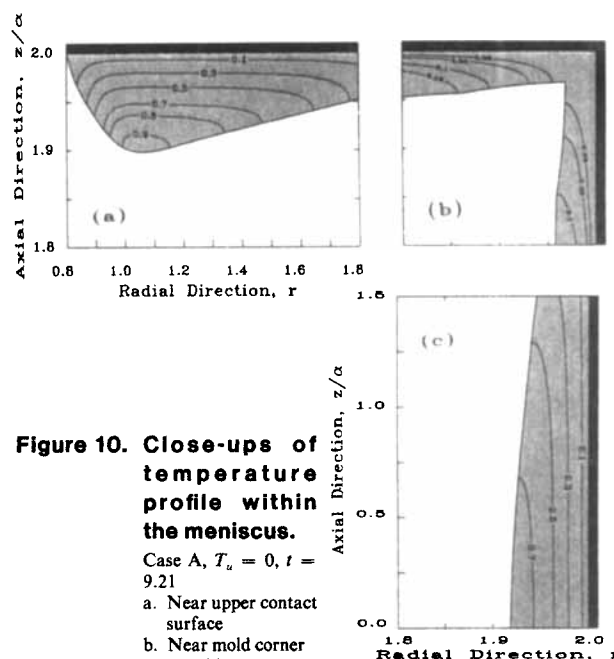 Axial Direction, z/α
2.0
1.9
1.8
0.1
0.3
0.5
0.7
0.8
0.9
(a)
0.8 1.0 1.2 1.4 1.6 1.8
Radial Direction, r
(b)
Axial Direction, z/α
1.5
1.0
0.5
0.0
(c)
1.8 1.9 2.0
Radial Direction, r
Figure 10. Close-ups of
temperature
profile within
the meniscus.
Case A, Tᵤ = 0, t =
9.21
a. Near upper contact
surface
b. Near mold corner